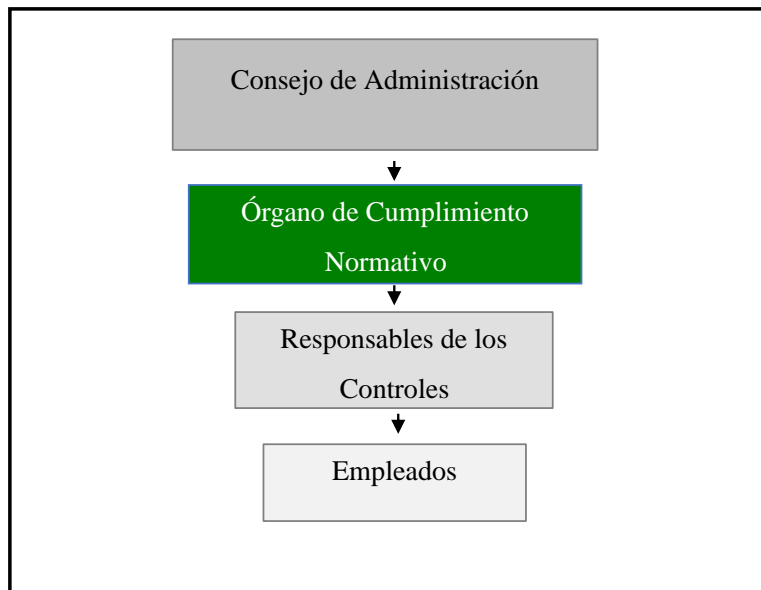 Consejo de Administración
Órgano de Cumplimiento
Normativo
Responsables de los
Controles
Empleados